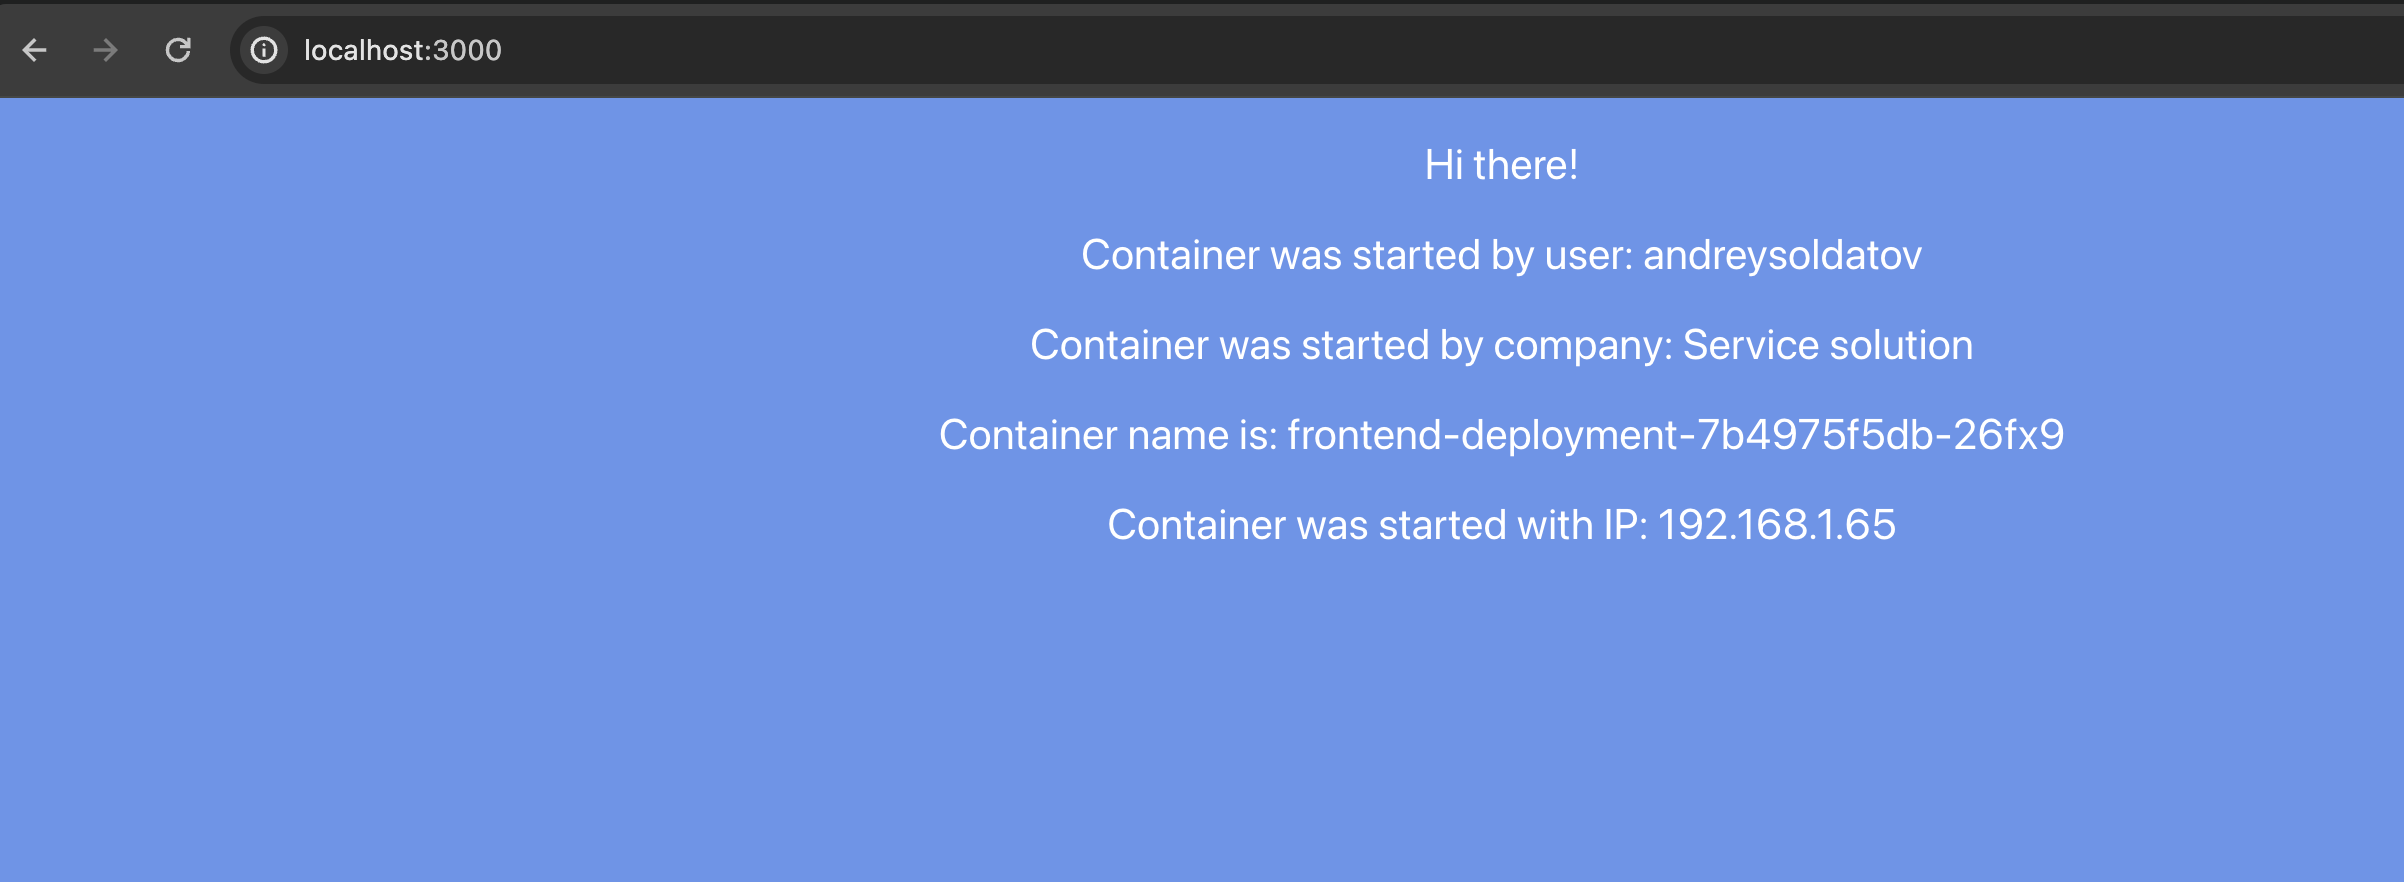 localhost:3000
Hi there!
Container was started by user: andreysoldatov
Container was started by company: Service solution
Container name is: frontend-deployment-7b4975f5db-26fx9
Container was started with IP: 192.168.1.65